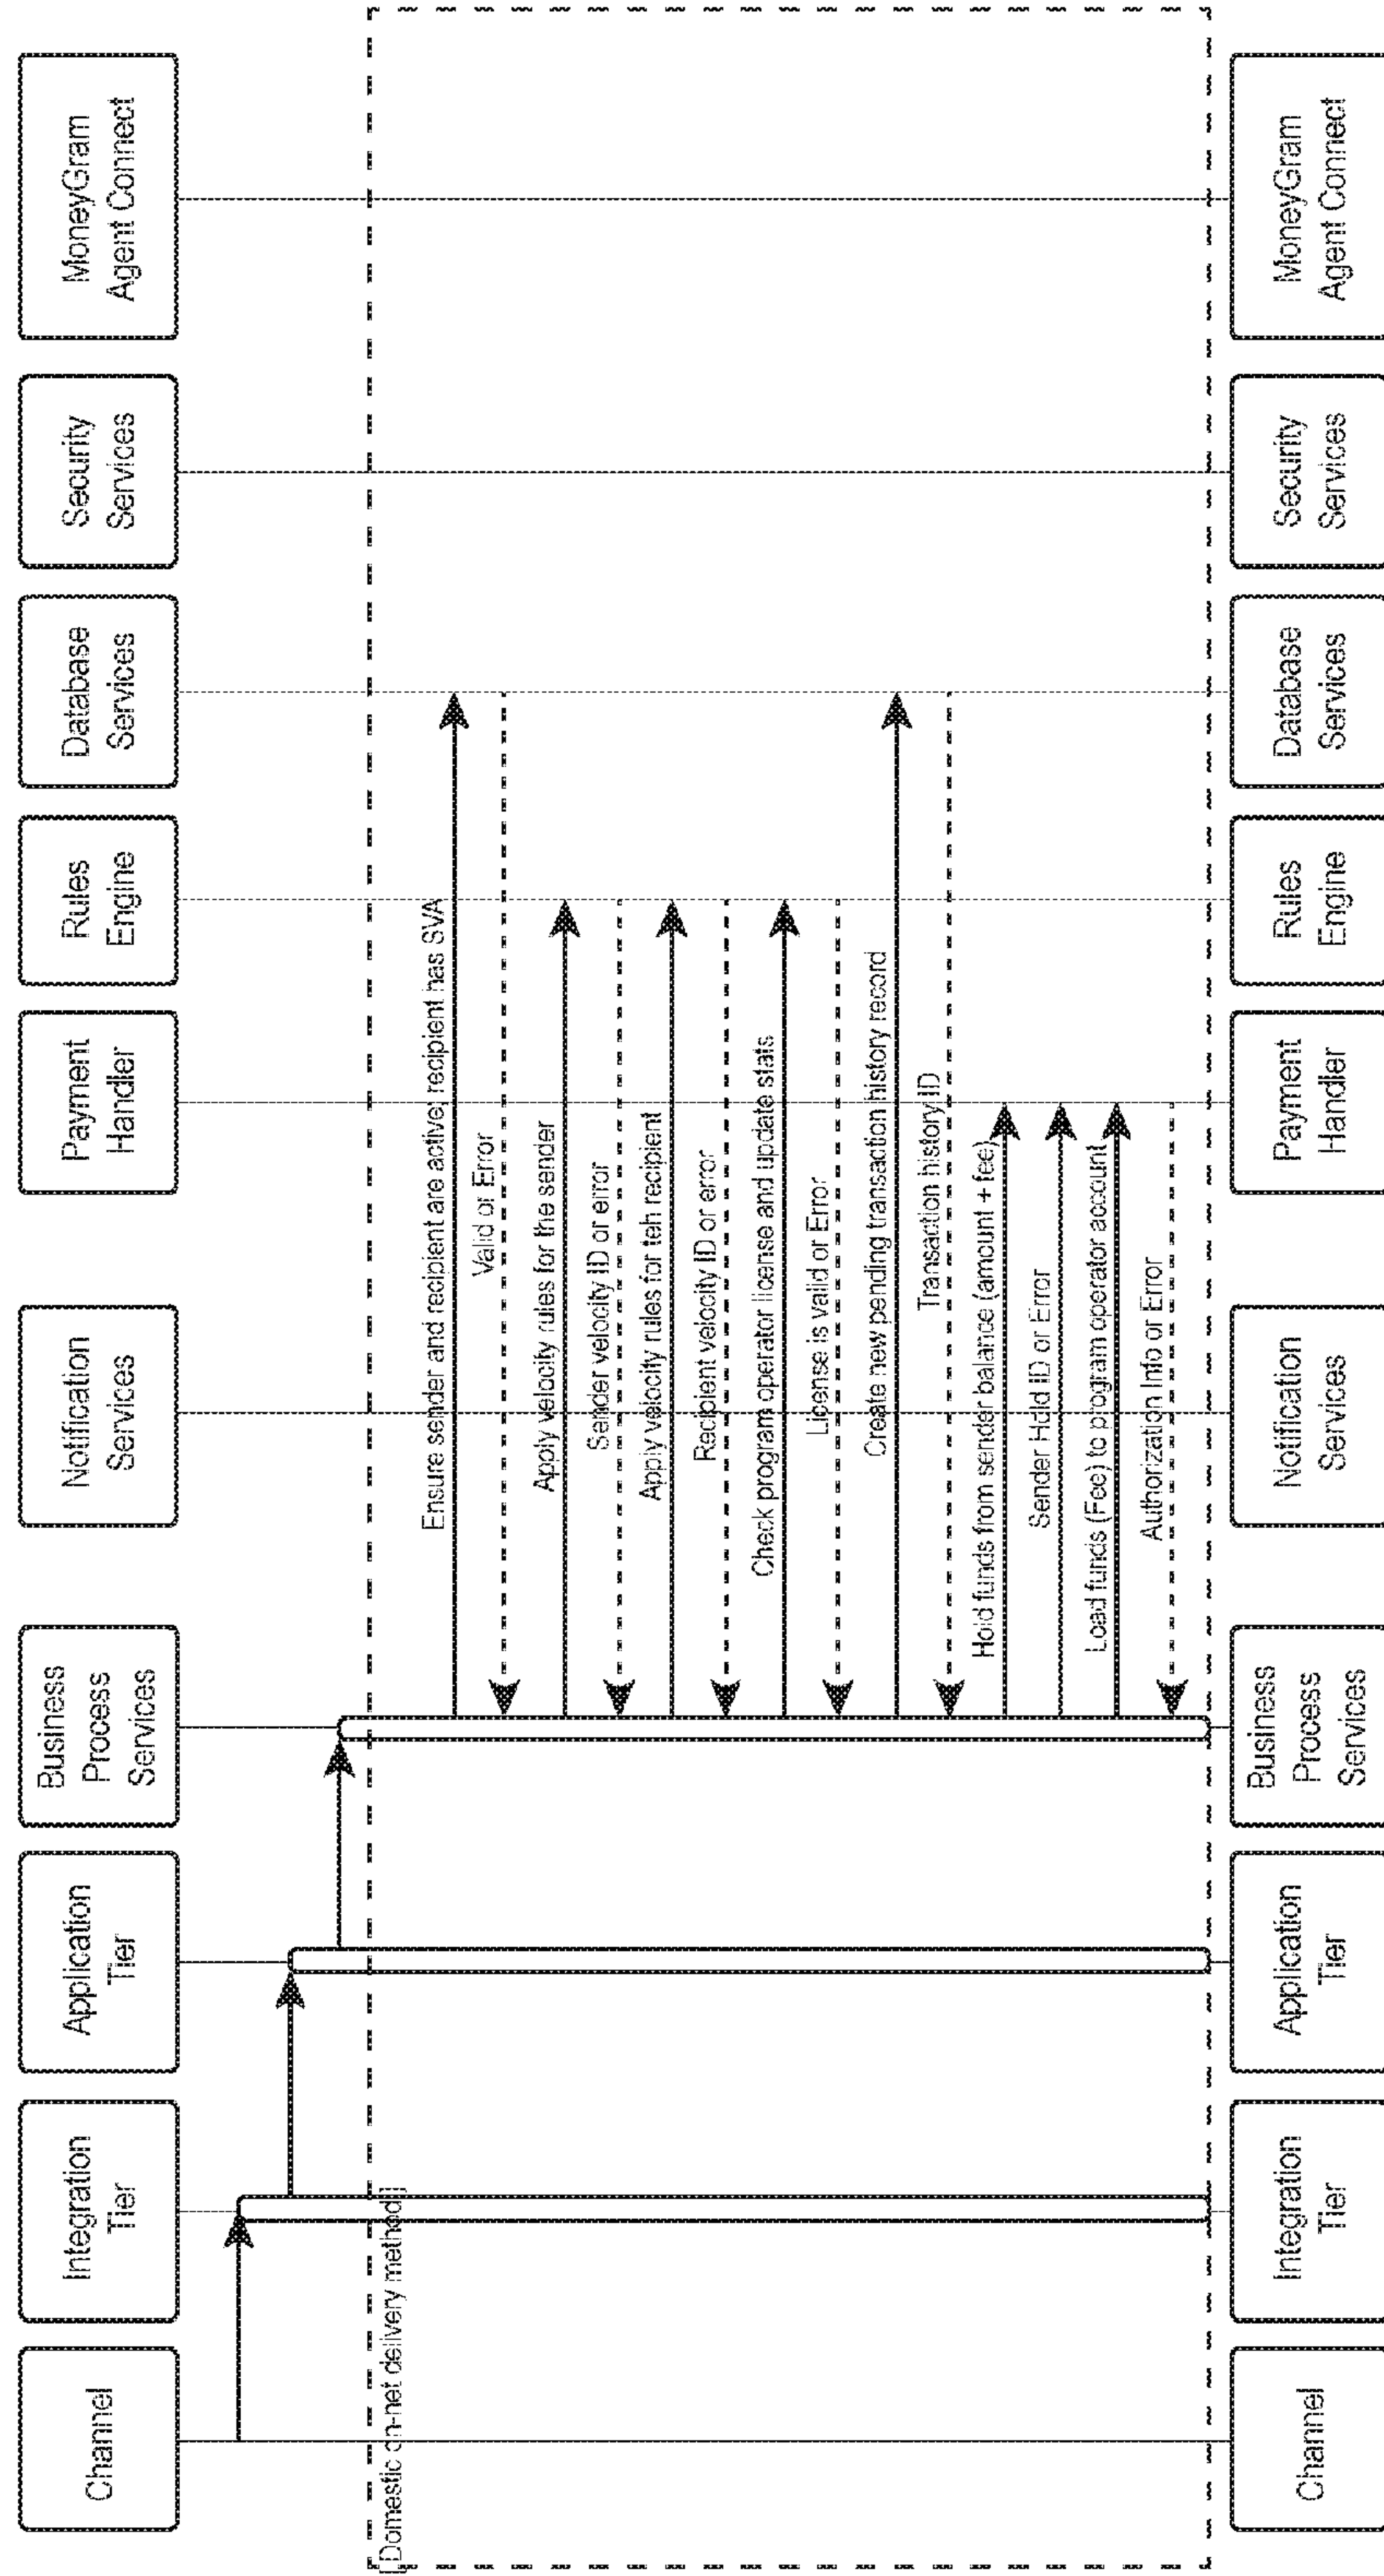 Channel
Integration
Tier
Application
Tier
Business
Process
Services
Notification
Services
Payment
Handler
Rules
Engine
Database
Services
Security
Services
MoneyGram
Agent Connect
[Domestic on-net delivery method]
Ensure sender and recipient are active; recipient has SVA
Valid or Error
Apply velocity rules for the sender
Sender velocity ID or error
Apply velocity rules for teh recipient
Recipient velocity ID or error
Check program operator license and update stats
License is valid or Error
Create new pending transaction history record
Transaction history ID
Hold funds from sender balance (amount + fee)
Sender Hold ID or Error
Load funds (Fee) to program operator account
Authorization Info or Error
Channel
Integration
Tier
Application
Tier
Business
Process
Services
Notification
Services
Payment
Handler
Rules
Engine
Database
Services
Security
Services
MoneyGram
Agent Connect